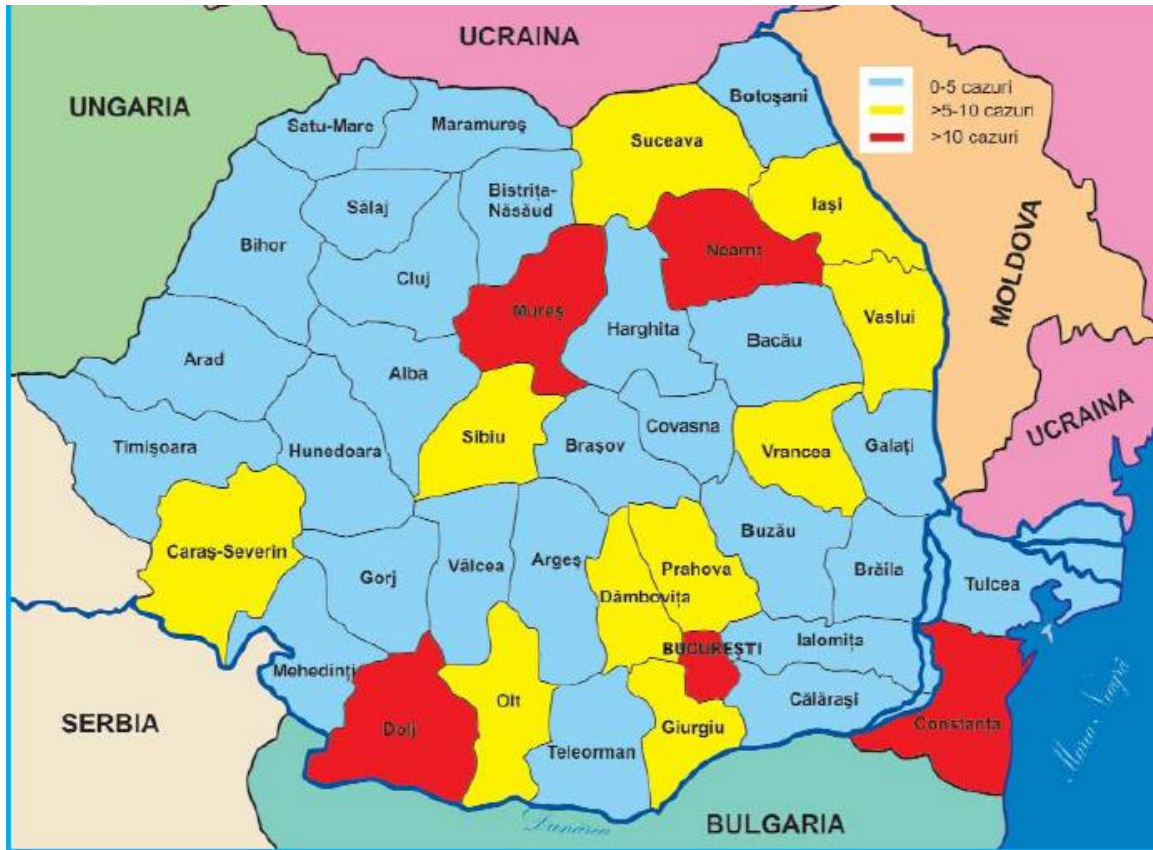 UCRAINA
UNGARIA
0-5 cazuri
>5-10 cazuri
>10 cazuri
Botoşani
Satu-Mare
Maramureş
Suceava
Bistriţa-
Năsăud
Iaşi
Sălaj
Bihor
Neamţ
Cluj
MOLDOVA
Mureş
Harghita
Vaslui
Bacău
Arad
Alba
UCRAINA
Timişoara
Hunedoara
Sibiu
Braşov
Covasna
Vrancea
Galaţi
Caraş-Severin
Gorj
Vâlcea
Argeş
Prahova
Dâmboviţa
Buzău
Brăila
Tulcea
BUCUREŞTI
Ialomiţa
Mehedinţi
Olt
Călăraşi
SERBIA
Dolj
Teleorman
Giurgiu
Constanţa
Marea Neagră
Dunărea
BULGARIA